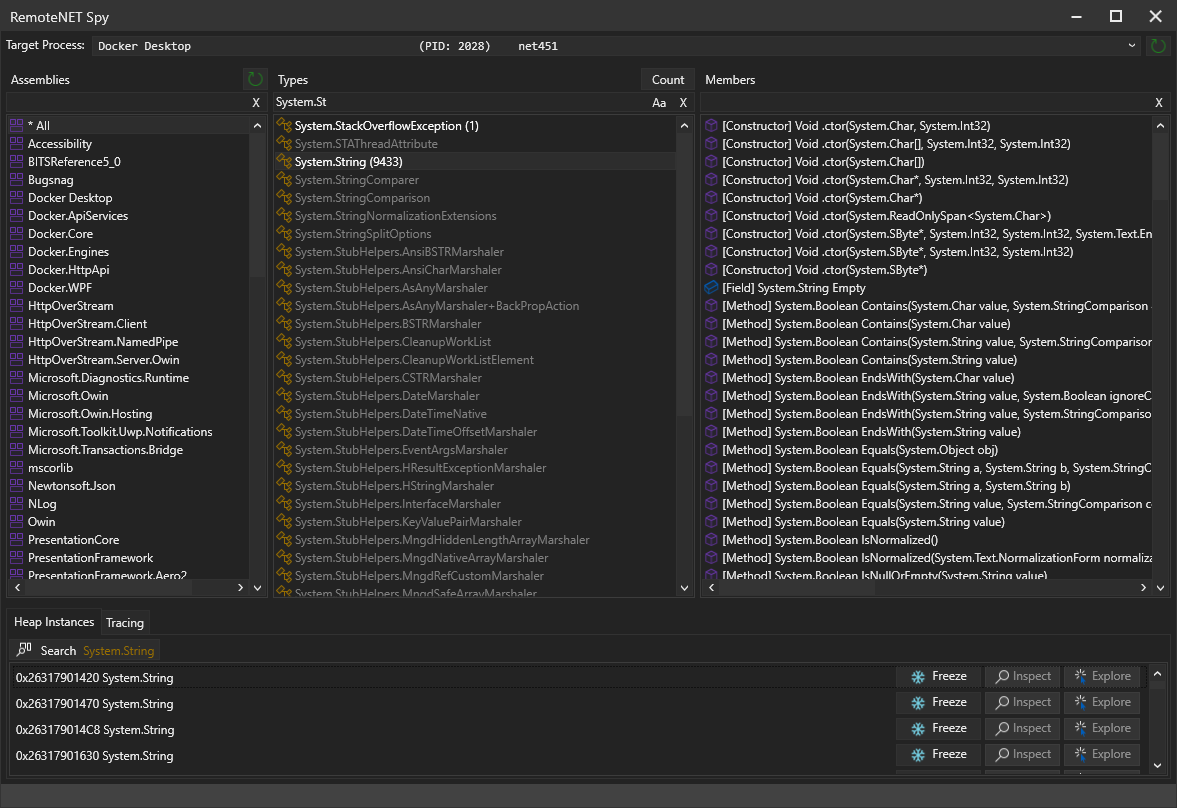 RemoteNET Spy
Target Process: Docker Desktop (PID: 2028) net451
Assemblies
X
* All
Accessibility
BITSReference5_0
Bugsnag
Docker Desktop
Docker.ApiServices
Docker.Core
Docker.Engines
Docker.HttpApi
Docker.WPF
HttpOverStream
HttpOverStream.Client
HttpOverStream.NamedPipe
HttpOverStream.Server.Owin
Microsoft.Diagnostics.Runtime
Microsoft.Owin
Microsoft.Owin.Hosting
Microsoft.Toolkit.Uwp.Notifications
Microsoft.Transactions.Bridge
mscorlib
Newtonsoft.Json
NLog
Owin
PresentationCore
PresentationFramework
PresentationFramework.Aero2
Types Count
System.St Aa X
System.StackOverflowException (1)
System.STAThreadAttribute
System.String (9433)
System.StringComparer
System.StringComparison
System.StringNormalizationExtensions
System.StringSplitOptions
System.StubHelpers.AnsiBSTRMarshaler
System.StubHelpers.AnsiCharMarshaler
System.StubHelpers.AsAnyMarshaler
System.StubHelpers.AsAnyMarshaler+BackPropAction
System.StubHelpers.BSTRMarshaler
System.StubHelpers.CleanupWorkList
System.StubHelpers.CleanupWorkListElement
System.StubHelpers.CSTRMarshaler
System.StubHelpers.DateMarshaler
System.StubHelpers.DateTimeNative
System.StubHelpers.DateTimeOffsetMarshaler
System.StubHelpers.EventArgsMarshaler
System.StubHelpers.HResultExceptionMarshaler
System.StubHelpers.HStringMarshaler
System.StubHelpers.InterfaceMarshaler
System.StubHelpers.KeyValuePairMarshaler
System.StubHelpers.MngdHiddenLengthArrayMarshaler
System.StubHelpers.MngdNativeArrayMarshaler
System.StubHelpers.MngdRefCustomMarshaler
System.StubHelpers.MngdSafeArrayMarshaler
Members
X
[Constructor] Void .ctor(System.Char, System.Int32)
[Constructor] Void .ctor(System.Char[], System.Int32, System.Int32)
[Constructor] Void .ctor(System.Char[])
[Constructor] Void .ctor(System.Char*, System.Int32, System.Int32)
[Constructor] Void .ctor(System.Char*)
[Constructor] Void .ctor(System.ReadOnlySpan<System.Char>)
[Constructor] Void .ctor(System.SByte*, System.Int32, System.Int32, System.Text.En
[Constructor] Void .ctor(System.SByte*, System.Int32, System.Int32)
[Constructor] Void .ctor(System.SByte*)
[Field] System.String Empty
[Method] System.Boolean Contains(System.Char value, System.StringComparison
[Method] System.Boolean Contains(System.Char value)
[Method] System.Boolean Contains(System.String value, System.StringComparison
[Method] System.Boolean Contains(System.String value)
[Method] System.Boolean EndsWith(System.Char value)
[Method] System.Boolean EndsWith(System.String value, System.Boolean ignoreC
[Method] System.Boolean EndsWith(System.String value, System.StringCompariso
[Method] System.Boolean EndsWith(System.String value)
[Method] System.Boolean Equals(System.Object obj)
[Method] System.Boolean Equals(System.String a, System.String b, System.StringC
[Method] System.Boolean Equals(System.String a, System.String b)
[Method] System.Boolean Equals(System.String value, System.StringComparison c
[Method] System.Boolean Equals(System.String value)
[Method] System.Boolean IsNormalized()
[Method] System.Boolean IsNormalized(System.Text.NormalizationForm normaliza
[Method] System.Boolean IsNullOrEmpty(System.String value)
Heap Instances Tracing
Search System.String
0x26317901420 System.String Freeze Inspect Explore
0x26317901470 System.String Freeze Inspect Explore
0x263179014C8 System.String Freeze Inspect Explore
0x26317901630 System.String Freeze Inspect Explore